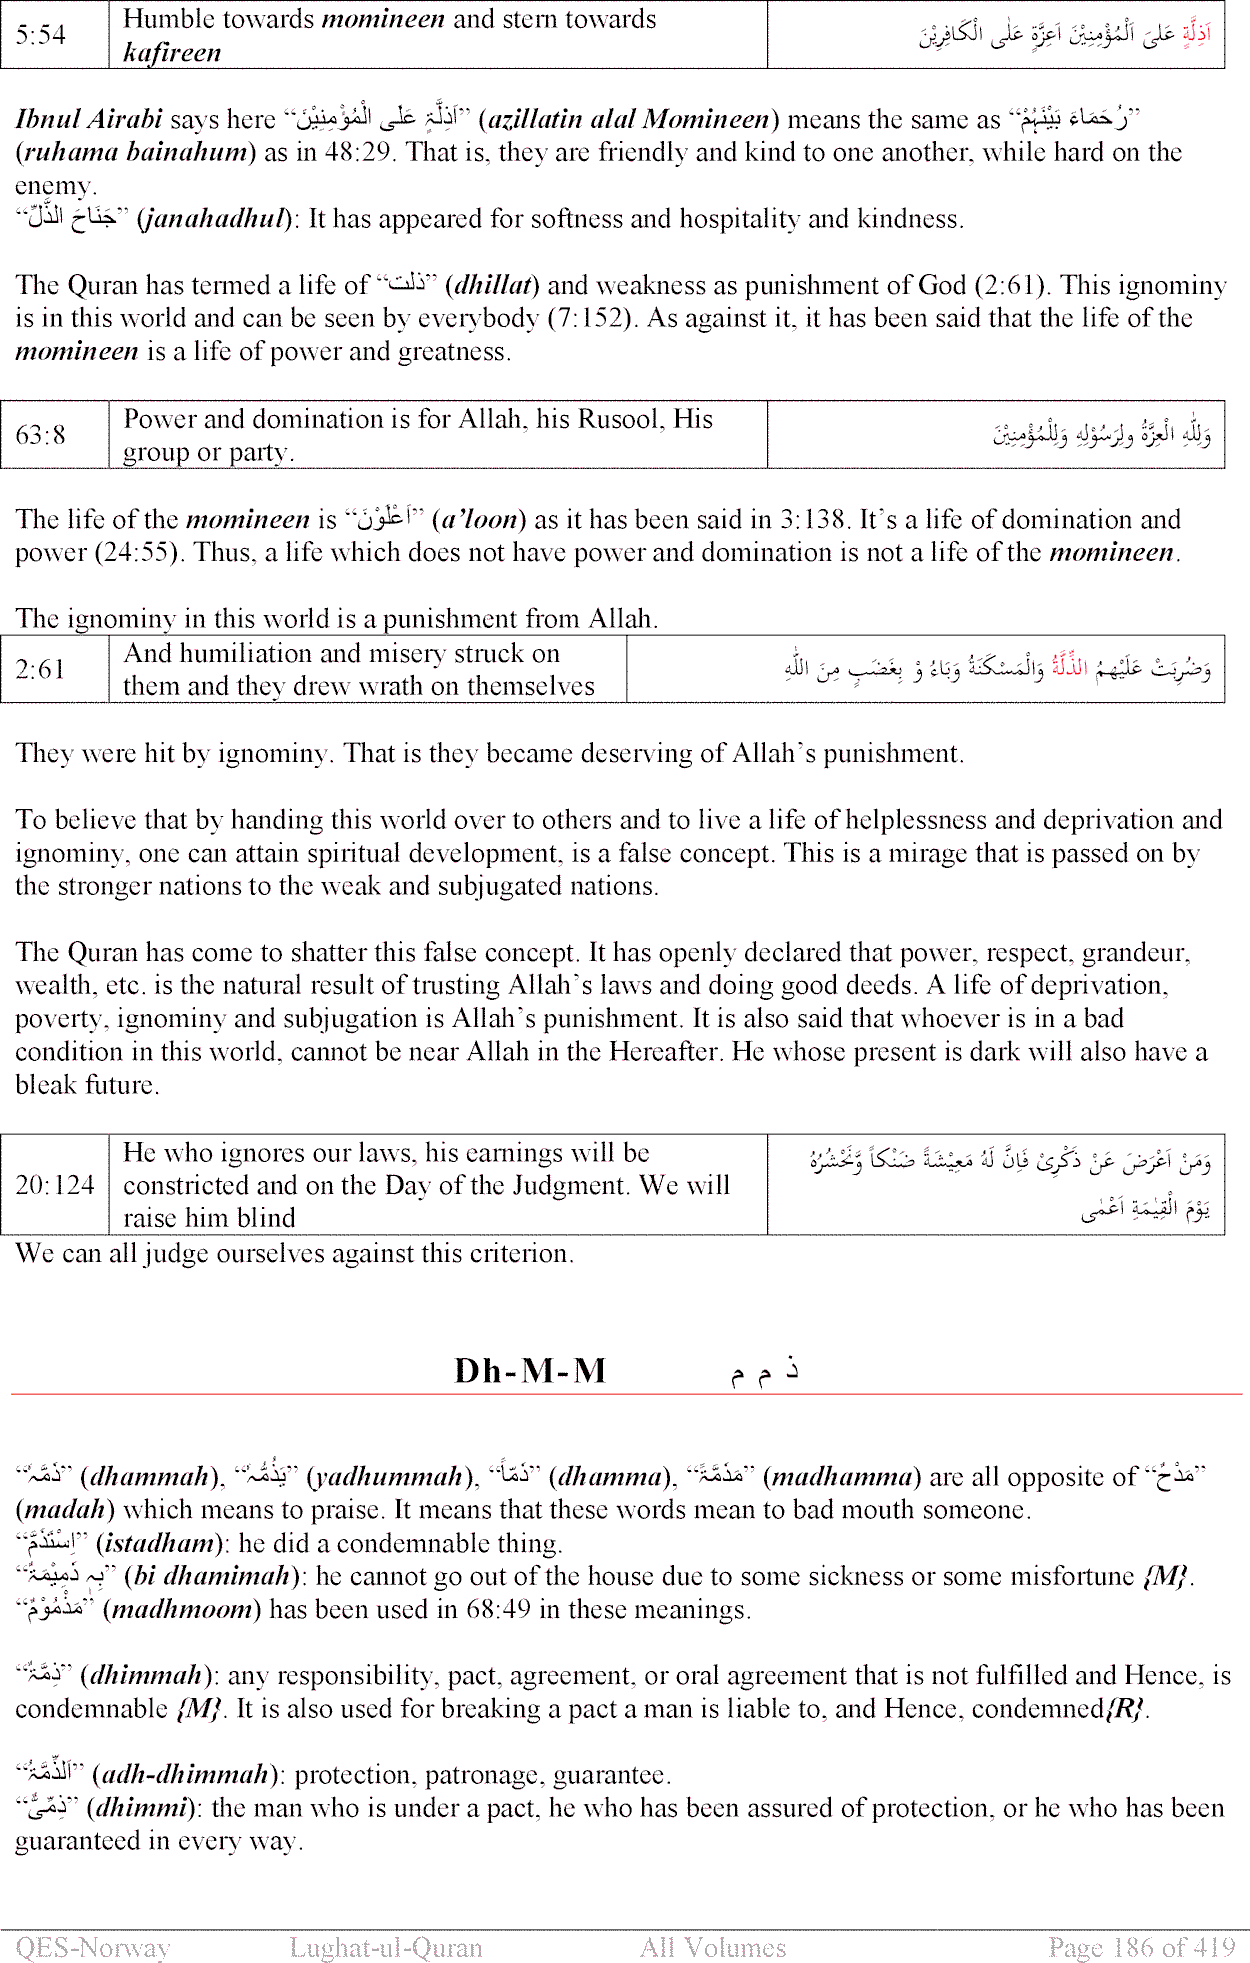 5:54 Humble towards momineen and stern towards kafireen اَذِلَّةٍ عَلىَ اَلْمُؤْمِنِيْنَ اَعِزَّةٍ عَلٰى الْكَافِرِيْنَ
Ibnul Airabi says here “اَذِلَّۃٍ عَلَی الْمُؤْمِنِیْنَ” (azillatin alal Momineen) means the same as “رُحَمَاءَ بَیْنَہُمْ”
(ruhama bainahum) as in 48:29. That is, they are friendly and kind to one another, while hard on the
enemy.
“جَنَاحَ الذُّلِّ” (janahadhul): It has appeared for softness and hospitality and kindness.
The Quran has termed a life of “ذلت” (dhillat) and weakness as punishment of God (2:61). This ignominy
is in this world and can be seen by everybody (7:152). As against it, it has been said that the life of the
momineen is a life of power and greatness.
63:8 Power and domination is for Allah, his Rusool, His group or party. وَلِلّٰهِ الْعِزَّةُ ولِرَسُوْلِهِ وَلِلْمُؤْمِنِيْنَ
The life of the momineen is “اَعْلَوْنَ” (a’loon) as it has been said in 3:138. It’s a life of domination and
power (24:55). Thus, a life which does not have power and domination is not a life of the momineen.
The ignominy in this world is a punishment from Allah.
2:61 And humiliation and misery struck on them and they drew wrath on themselves وَضُرِبَتْ عَلَيْهِمُ الذِّلَّةُ وَالْمَسْكَنَةُ وَبَاءُ وْ بِغَضَبٍ مِنَ اللّٰهِ
They were hit by ignominy. That is they became deserving of Allah’s punishment.
To believe that by handing this world over to others and to live a life of helplessness and deprivation and
ignominy, one can attain spiritual development, is a false concept. This is a mirage that is passed on by
the stronger nations to the weak and subjugated nations.
The Quran has come to shatter this false concept. It has openly declared that power, respect, grandeur,
wealth, etc. is the natural result of trusting Allah’s laws and doing good deeds. A life of deprivation,
poverty, ignominy and subjugation is Allah’s punishment. It is also said that whoever is in a bad
condition in this world, cannot be near Allah in the Hereafter. He whose present is dark will also have a
bleak future.
20:124 He who ignores our laws, his earnings will be constricted and on the Day of the Judgment. We will raise him blind وَمَنْ اَعْرَضَ عَنْ ذَكْرِىْ فَاِنَّ لَهُ مَعِيْشَةً ضَنْكاً وَّنَحْشُرُهُ يَوْمَ الْقِيٰمَةِ اَعْمٰى
We can all judge ourselves against this criterion.
Dh-M-M ذ م م
“ذَمَّہٗ” (dhammah), “یَذُمُّہٗ” (yadhummah), “ذَمّاً” (dhamma), “مَذَمَّۃً” (madhamma) are all opposite of “مَدْحٌ”
(madah) which means to praise. It means that these words mean to bad mouth someone.
“اِسْتَذَمَّ” (istadham): he did a condemnable thing.
“بِہٖ ذَمِیْمَۃٌ” (bi dhamimah): he cannot go out of the house due to some sickness or some misfortune {M}.
“مَذْمُوْمٌ” (madhmoom) has been used in 68:49 in these meanings.
“ذِمَّۃٌ” (dhimmah): any responsibility, pact, agreement, or oral agreement that is not fulfilled and Hence, is
condemnable {M}. It is also used for breaking a pact a man is liable to, and Hence, condemned{R}.
“اَلذِّمَّۃُ” (adh-dhimmah): protection, patronage, guarantee.
“ذِمِّیٌّ” (dhimmi): the man who is under a pact, he who has been assured of protection, or he who has been
guaranteed in every way.
QES-Norway Lughat-ul-Quran All Volumes Page 186 of 419